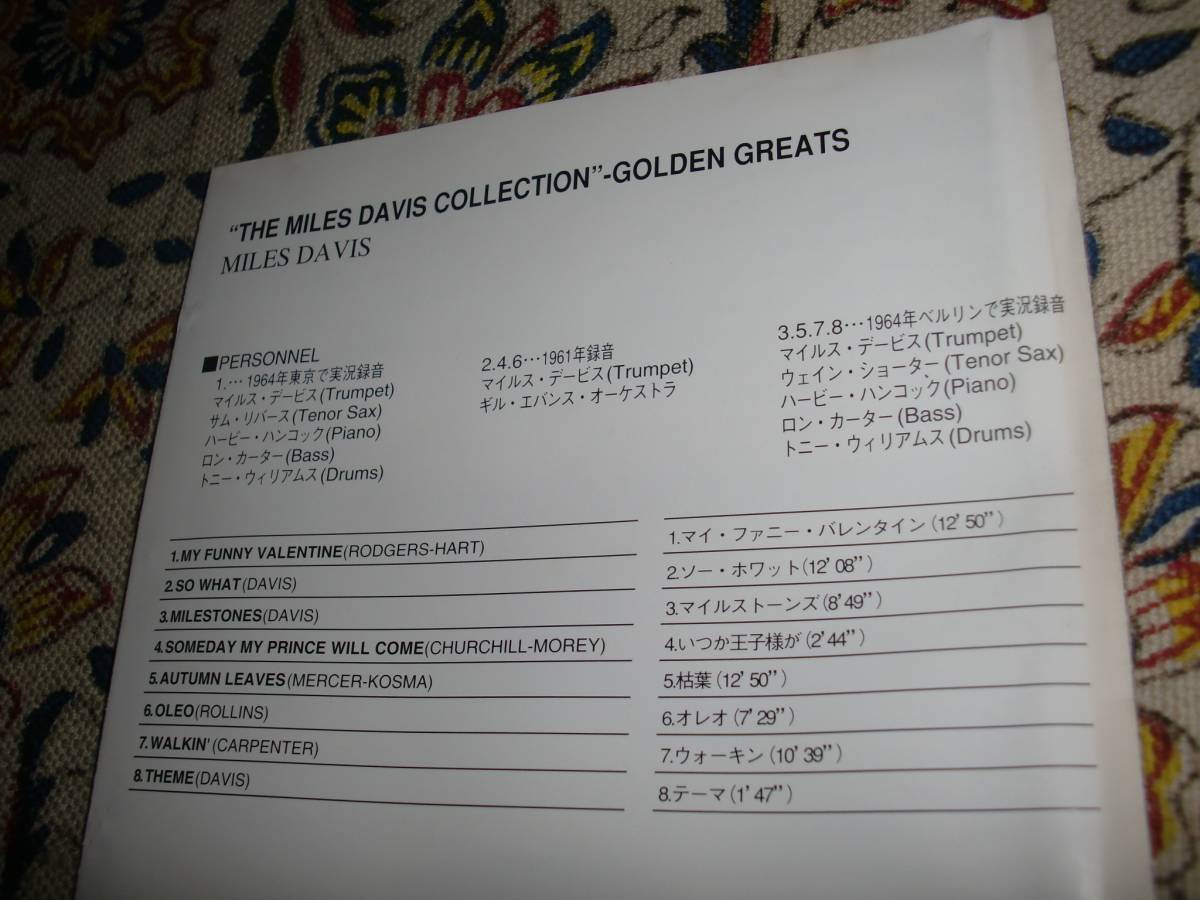 “THE MILES DAVIS COLLECTION”-GOLDEN GREATS
MILES DAVIS
■PERSONNEL
1.…1964年東京で実況録音
マイルス・デービス(Trumpet)
サム・リバース(Tenor Sax)
ハービー・ハンコック(Piano)
ロン・カーター(Bass)
トニー・ウィリアムス(Drums)
2.4.6…1961年録音
マイルス・デービス(Trumpet)
ギル・エバンス・オーケストラ
3.5.7.8…1964年ベルリンで実況録音
マイルス・デービス(Trumpet)
ウェイン・ショーター(Tenor Sax)
ハービー・ハンコック(Piano)
ロン・カーター(Bass)
トニー・ウィリアムス(Drums)
1.MY FUNNY VALENTINE(RODGERS-HART)
2.SO WHAT(DAVIS)
3.MILESTONES(DAVIS)
4.SOMEDAY MY PRINCE WILL COME(CHURCHILL-MOREY)
5.AUTUMN LEAVES(MERCER-KOSMA)
6.OLEO(ROLLINS)
7.WALKIN'(CARPENTER)
8.THEME(DAVIS)
1.マイ・ファニー・バレンタイン(12’50”)
2.ソー・ホワット(12’08”)
3.マイルストーンズ(8’49”)
4.いつか王子様が(2’44”)
5.枯葉(12’50”)
6.オレオ(7’29”)
7.ウォーキン(10’39”)
8.テーマ(1’47”)